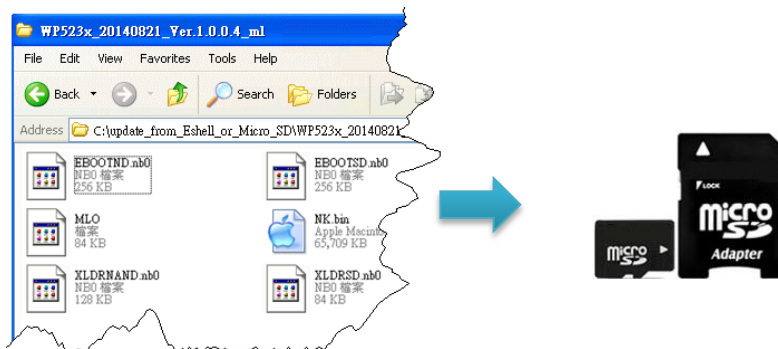 WP523x_20140821_Ver.1.0.0.4_ml
File Edit View Favorites Tools Help
Back Search Folders
Address C:\update_from_Eshell_or_Micro_SD\WP523x_20140821
EBOOTND.nb0
NB0 檔案
256 KB
EBOOTSD.nb0
NB0 檔案
256 KB
MLO
檔案
84 KB
NK.bin
Apple Macinto
65,709 KB
XLDRNAND.nb0
NB0 檔案
128 KB
XLDRSD.nb0
NB0 檔案
84 KB
micro
SD
LOCK
micro
SD
Adapter